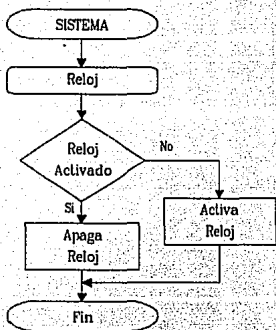 SISTEMA
Reloj
Reloj
Activado
No
Si
Activa
Reloj
Apaga
Reloj
Fin